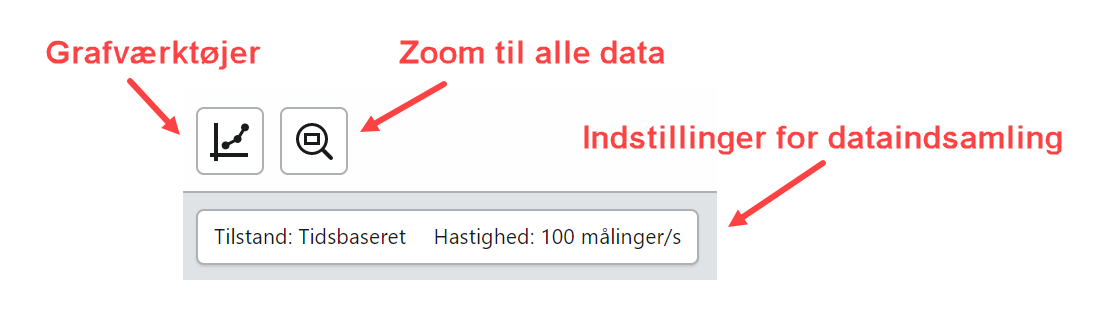 Grafværktøjer
Zoom til alle data
Indstillinger for dataindsamling
Tilstand: Tidsbaseret Hastighed: 100 målinger/s